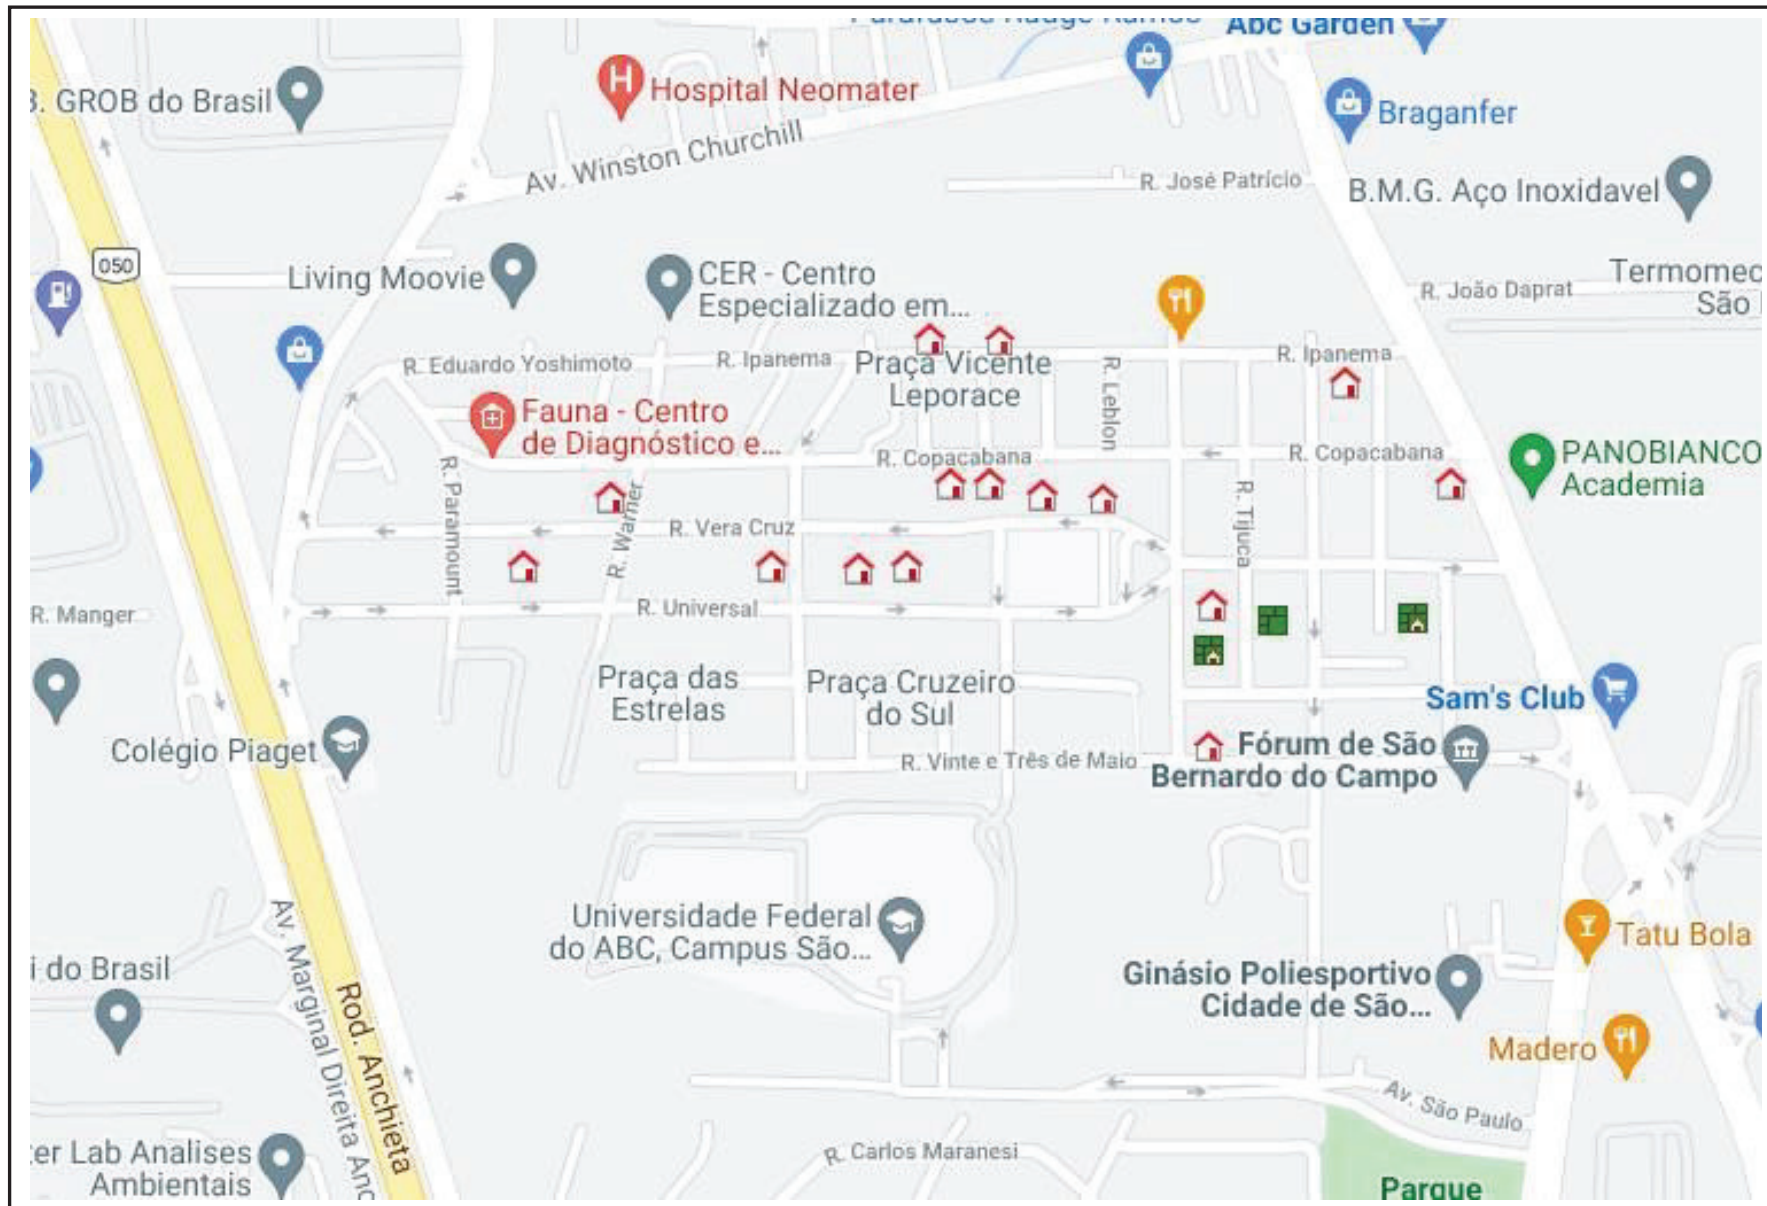 Abc Garden
B. GROB do Brasil
Hospital Neomater
Braganfer
Av. Winston Churchill
R. José Patrício
B.M.G. Aço Inoxidavel
050
Living Moovie
CER - Centro
Especializado em...
R. João Daprat
Termomec
São
R. Eduardo Yoshimoto
R. Ipanema
Praça Vicente
Leporace
R. Leblon
R. Ipanema
Fauna - Centro
de Diagnóstico e...
R. Copacabana
R. Copacabana
PANOBIANCO
Academia
R. Paramount
R. Warner
R. Vera Cruz
R. Tijuca
R. Manger
R. Universal
Praça das
Estrelas
Praça Cruzeiro
do Sul
Sam's Club
Colégio Piaget
R. Vinte e Três de Maio
Fórum de São
Bernardo do Campo
Universidade Federal
do ABC, Campus São...
Av. Marginal Direita Anc
Rod. Anchieta
i do Brasil
Ginásio Poliesportivo
Cidade de São...
Tatu Bola
Madero
Av. São Paulo
er Lab Analises
Ambientais
R. Carlos Maranesi
Parque